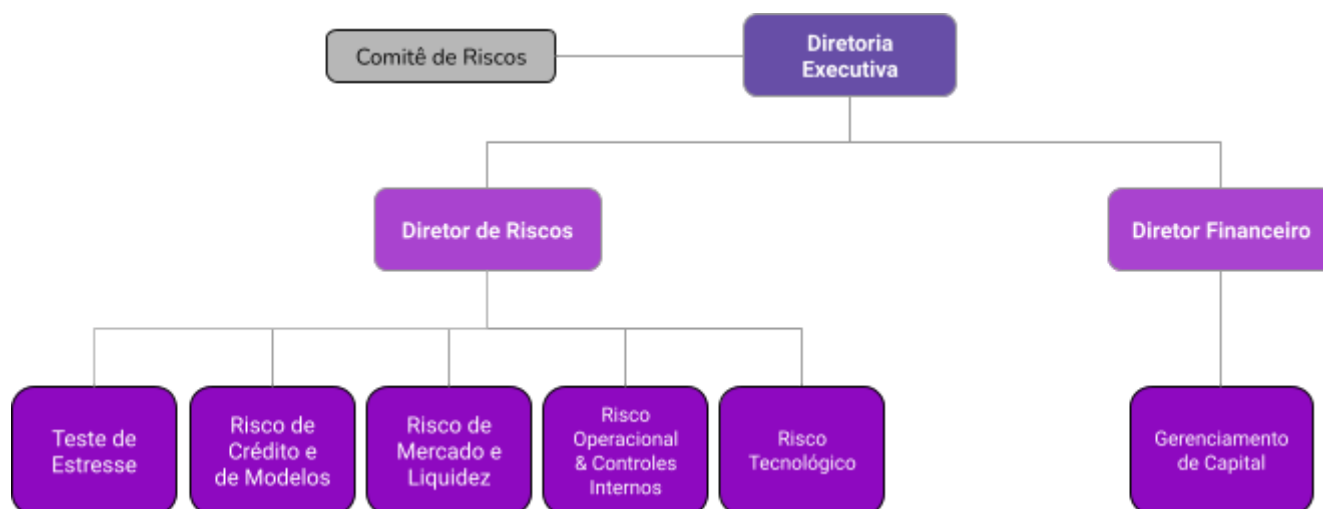 Comitê de Riscos
Diretoria
Executiva
Diretor de Riscos
Diretor Financeiro
Teste de
Estresse
Risco de
Crédito e
de Modelos
Risco de
Mercado e
Liquidez
Risco
Operacional
& Controles
Internos
Risco
Tecnológico
Gerenciamento
de Capital